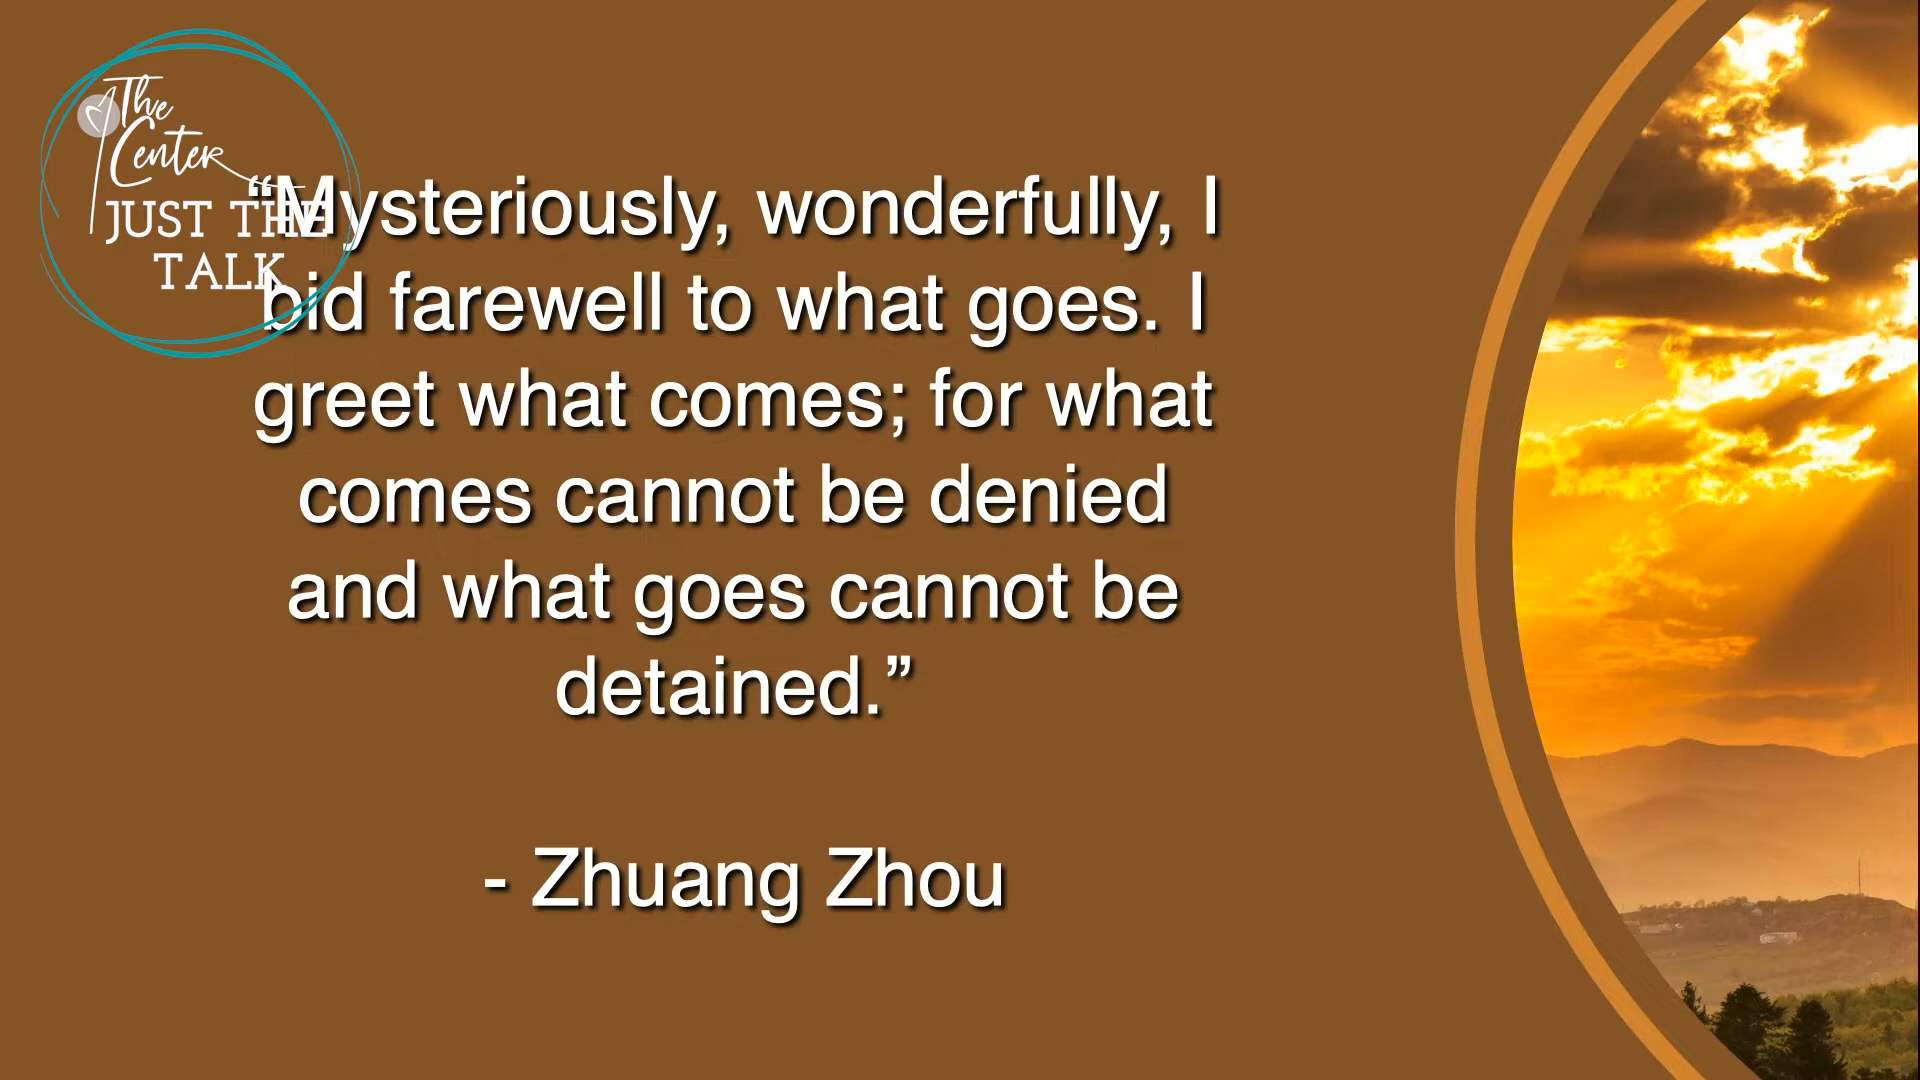 The
Center
JUST THE
TALK
“Mysteriously, wonderfully, I
bid farewell to what goes. I
greet what comes; for what
comes cannot be denied
and what goes cannot be
detained.”
- Zhuang Zhou